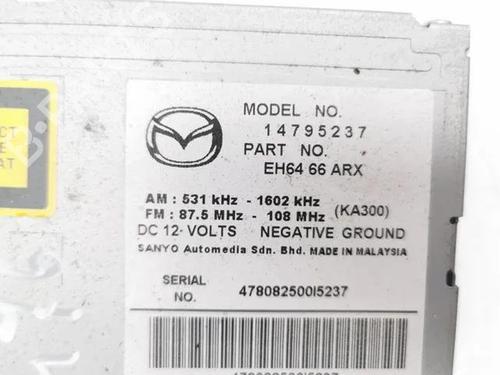 MODEL NO.
14795237
PART NO.
EH64 66 ARX
AM : 531 kHz - 1602 kHz
FM : 87.5 MHz - 108 MHz (KA300)
DC 12 VOLTS NEGATIVE GROUND
SANYO Automedia Sdn. Bhd. MADE IN MALAYSIA
SERIAL
NO.
478082500I5237